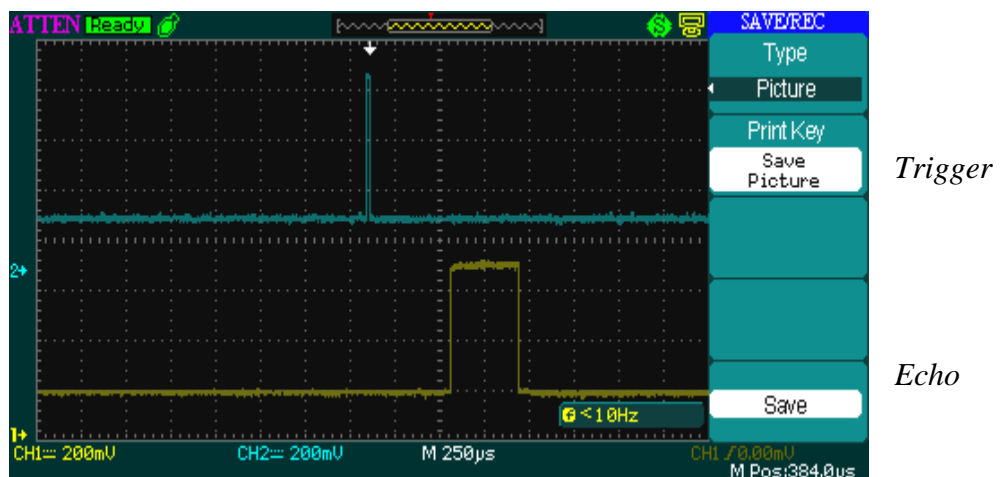 ATTEN Ready SAVE/REC
Type
Picture
Print Key
Save
Picture
Trigger
2
Echo
Save
f <10Hz
1
CH1 200mV CH2 200mV M 250µs CH1 / 0.00mV
M Pos:384.0us